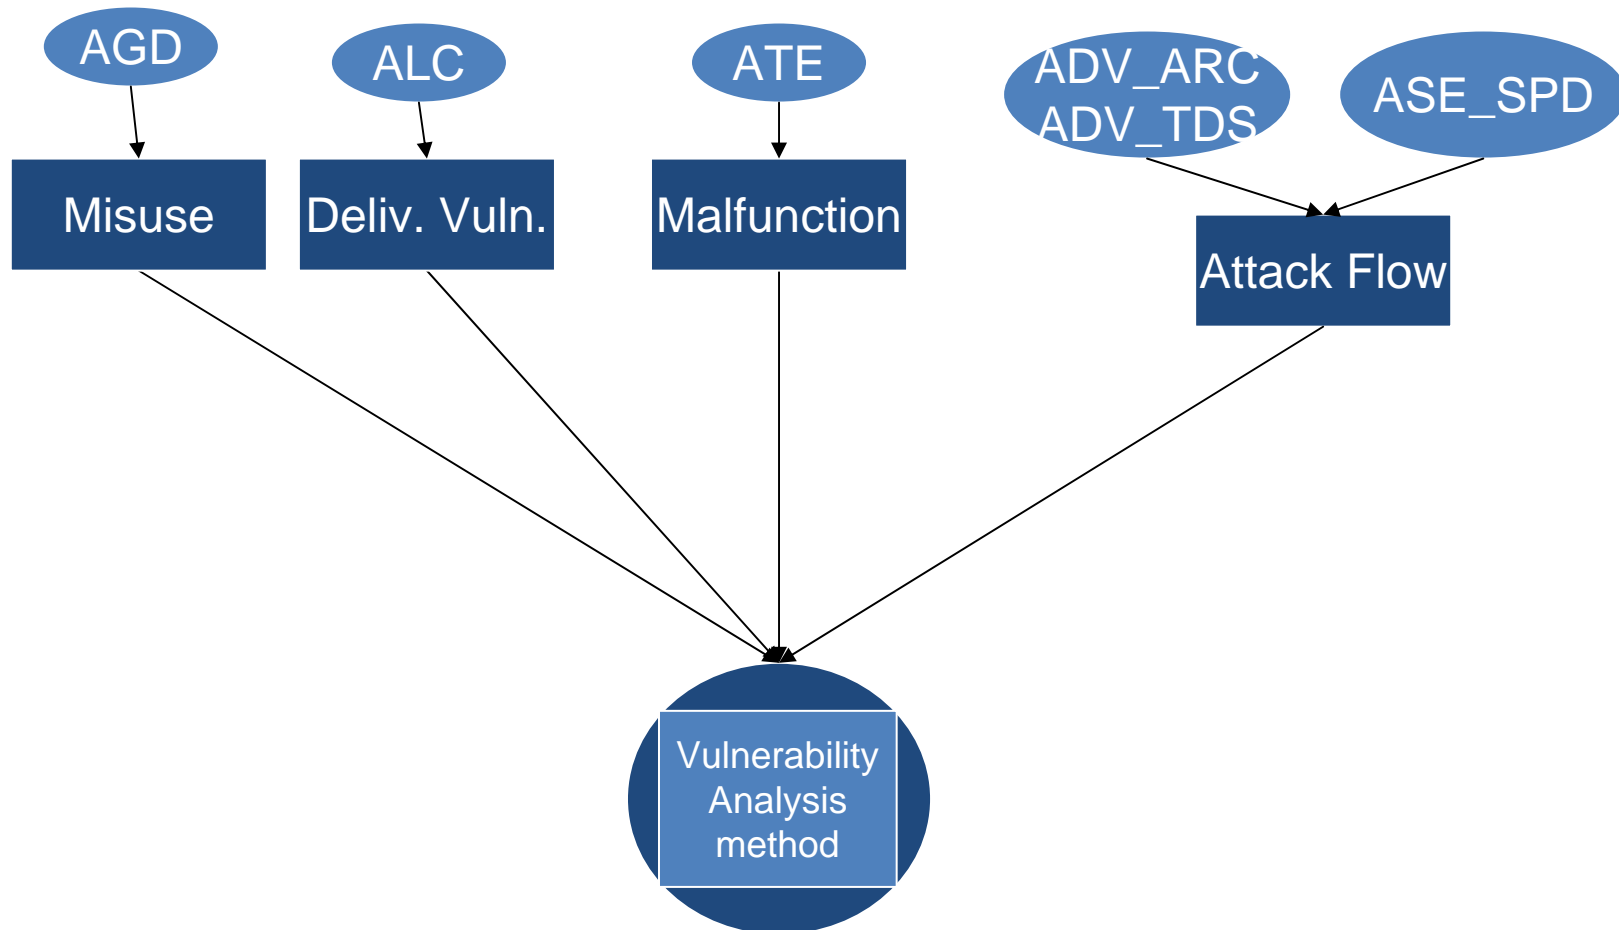 AGD
ALC
ATE
ADV_ARC
ADV_TDS
ASE_SPD
Misuse
Deliv. Vuln.
Malfunction
Attack Flow
Vulnerability
Analysis
method